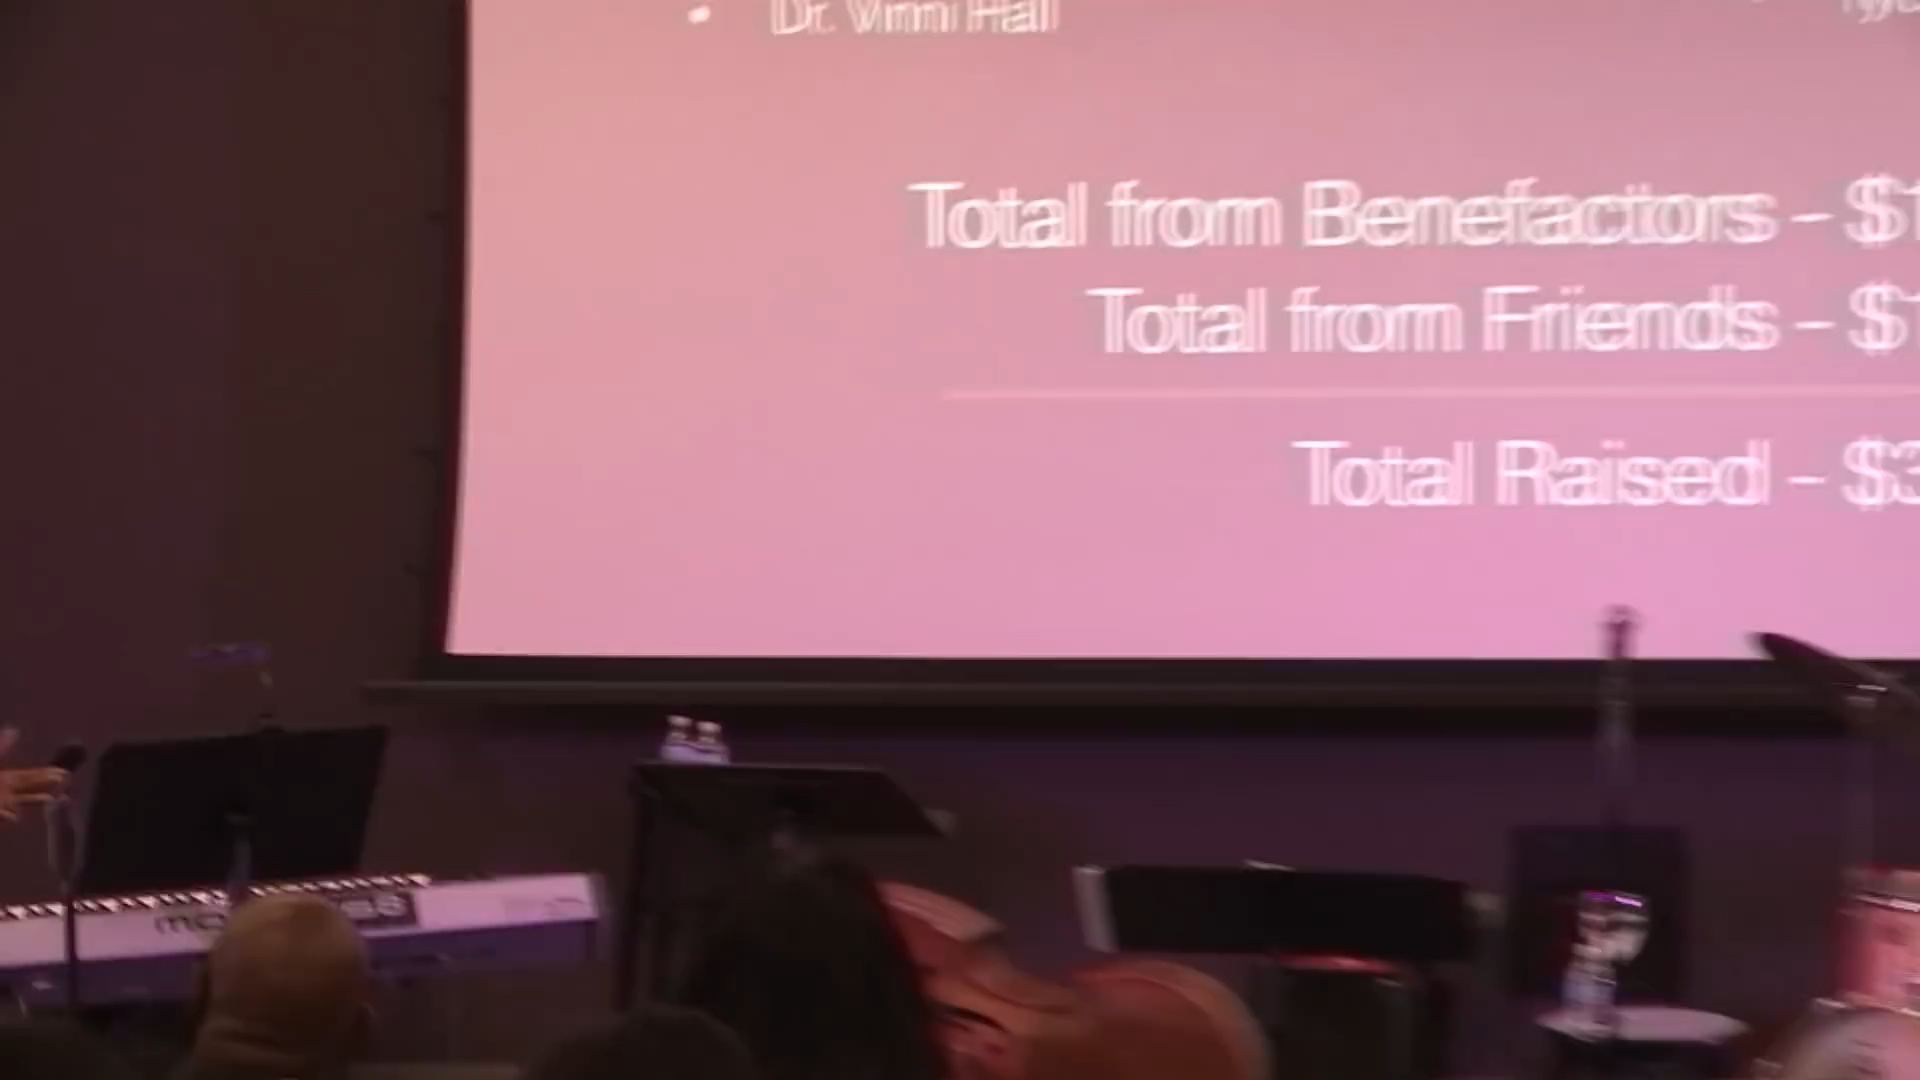 • Dr. Vinni Hall
Total from Benefactors - $1
Total from Friends - $1
Total Raised - $3